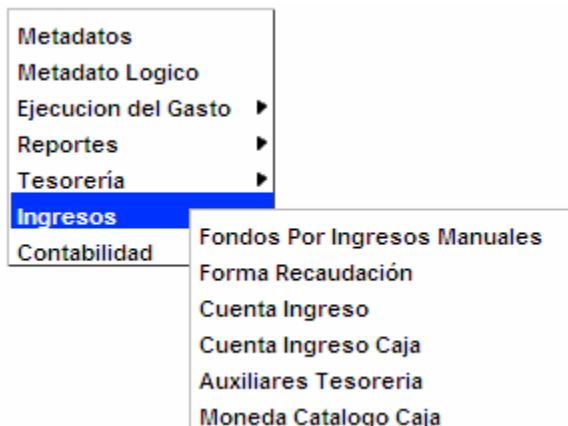 Metadatos
Metadato Logico
Ejecucion del Gasto
Reportes
Tesorería
Ingresos
Contabilidad
Fondos Por Ingresos Manuales
Forma Recaudación
Cuenta Ingreso
Cuenta Ingreso Caja
Auxiliares Tesoreria
Moneda Catalogo Caja